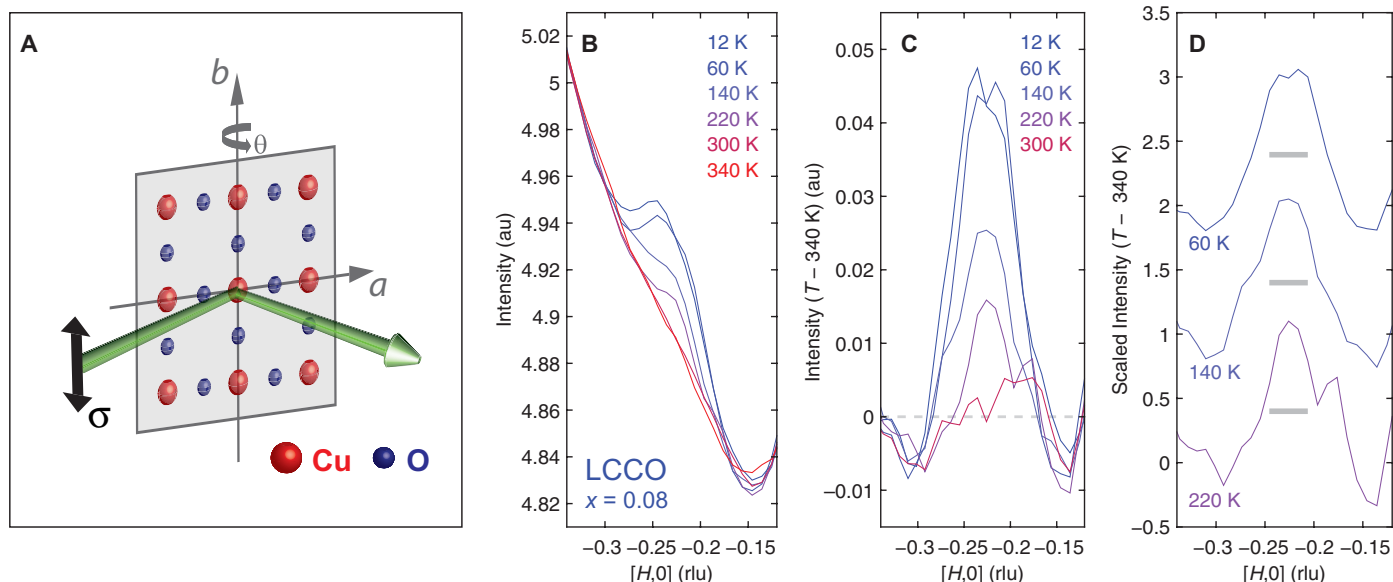 A
b
θ
a
σ
Cu
O
B
12 K
60 K
140 K
220 K
300 K
340 K
LCCO
x = 0.08
Intensity (au)
5.02
5
4.98
4.96
4.94
4.92
4.9
4.88
4.86
4.84
4.82
−0.3
−0.25
−0.2
−0.15
[H,0] (rlu)
C
12 K
60 K
140 K
220 K
300 K
Intensity (T − 340 K) (au)
0.05
0.04
0.03
0.02
0.01
0
−0.01
−0.3
−0.25
−0.2
−0.15
[H,0] (rlu)
D
60 K
140 K
220 K
Scaled Intensity (T − 340 K)
3.5
3
2.5
2
1.5
1
0.5
0
−0.5
−0.3
−0.25
−0.2
−0.15
[H,0] (rlu)